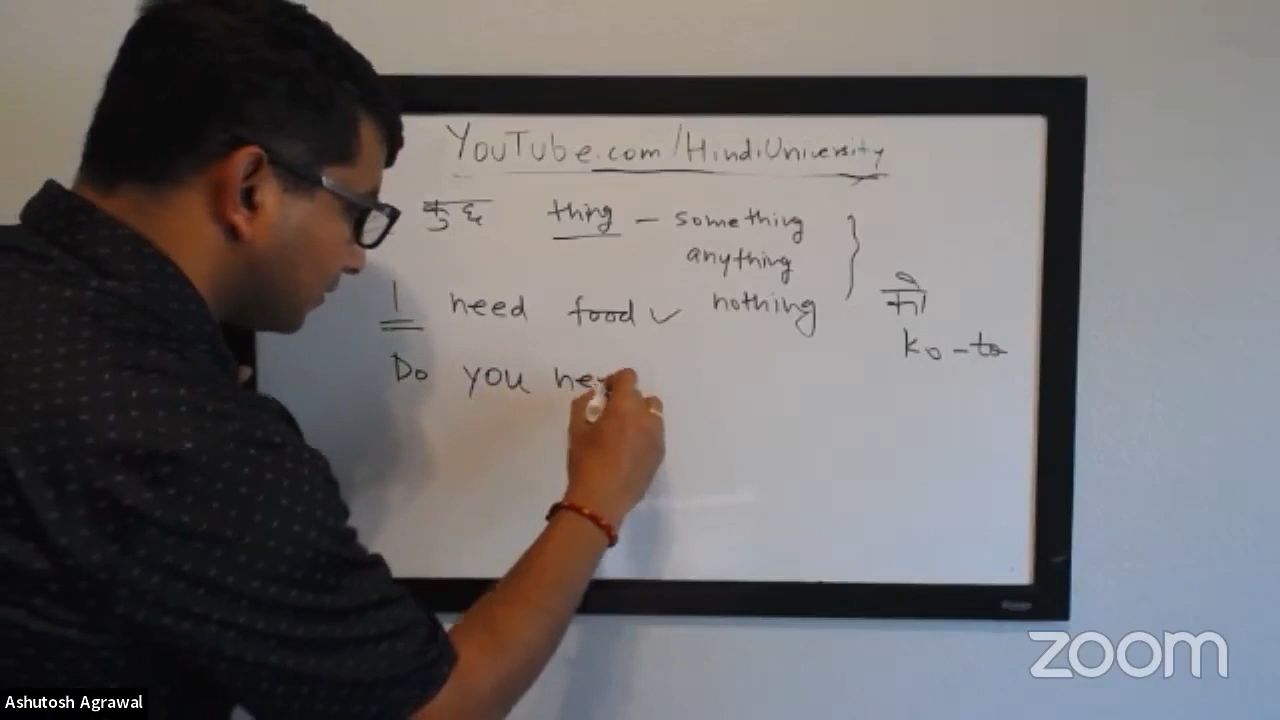 YouTube.com/HindiUniversity
कुछ thing - something
anything
I need food ✓ nothing
को
ko - to
Do you ne
zoom
Ashutosh Agrawal